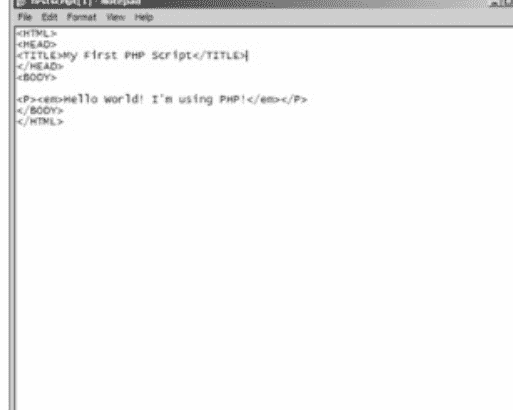 File Edit Format View Help
<HTML>
<HEAD>
<TITLE>My First PHP Script</TITLE>
</HEAD>
<BODY>
<P><em>Hello World! I'm using PHP!</em></P>
</BODY>
</HTML>